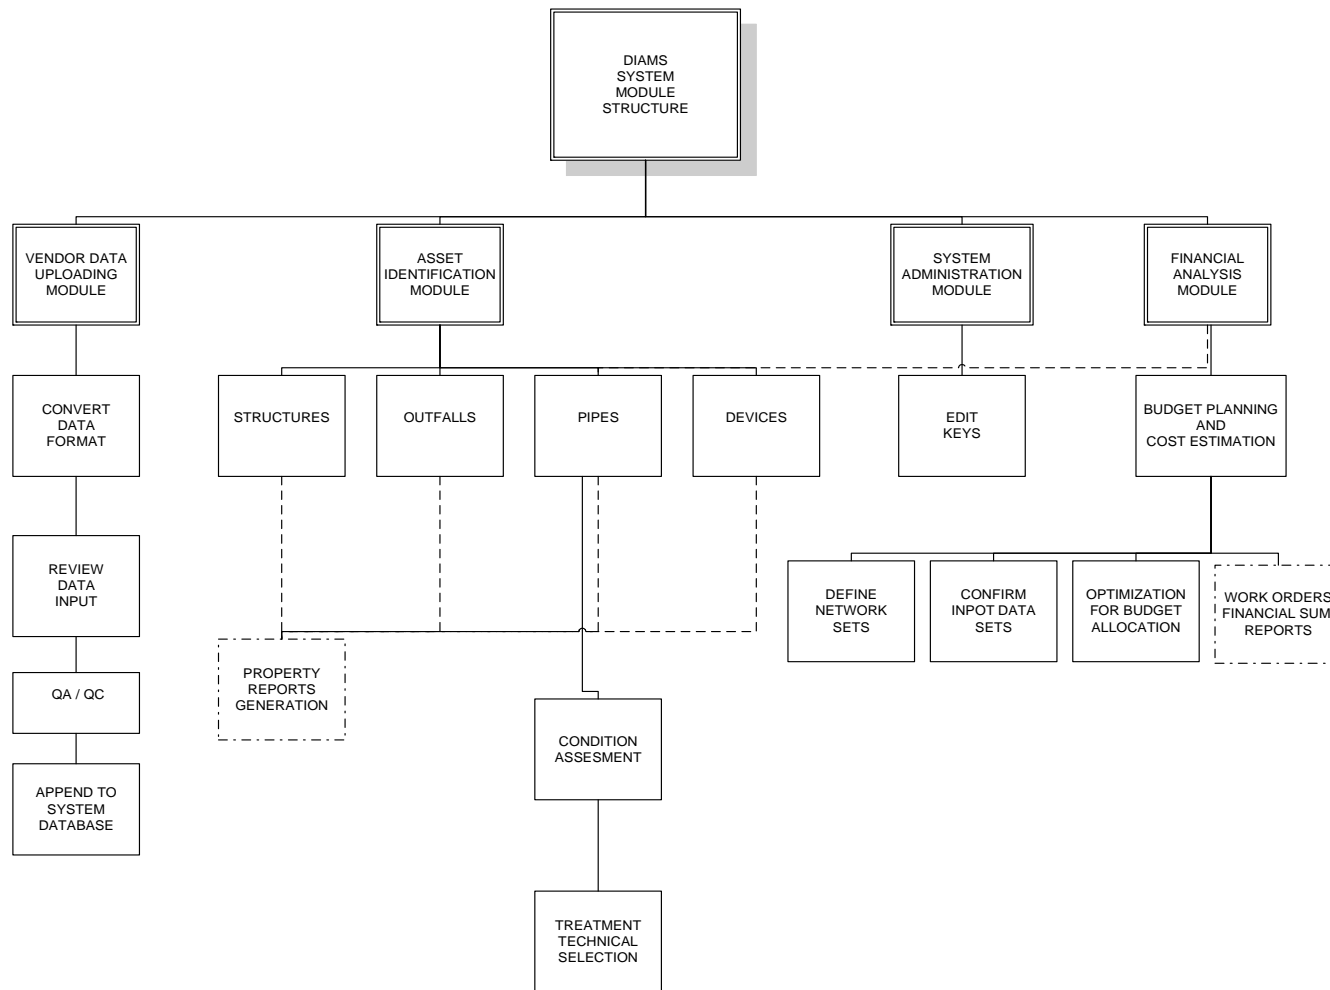 DIAMS
SYSTEM
MODULE
STRUCTURE
VENDOR DATA
UPLOADING
MODULE
ASSET
IDENTIFICATION
MODULE
SYSTEM
ADMINISTRATION
MODULE
FINANCIAL
ANALYSIS
MODULE
CONVERT
DATA
FORMAT
STRUCTURES
OUTFALLS
PIPES
DEVICES
EDIT
KEYS
BUDGET PLANNING
AND
COST ESTIMATION
REVIEW
DATA
INPUT
DEFINE
NETWORK
SETS
CONFIRM
INPOT DATA
SETS
OPTIMIZATION
FOR BUDGET
ALLOCATION
WORK ORDERS
FINANCIAL SUM
REPORTS
PROPERTY
REPORTS
GENERATION
QA / QC
CONDITION
ASSESMENT
APPEND TO
SYSTEM
DATABASE
TREATMENT
TECHNICAL
SELECTION